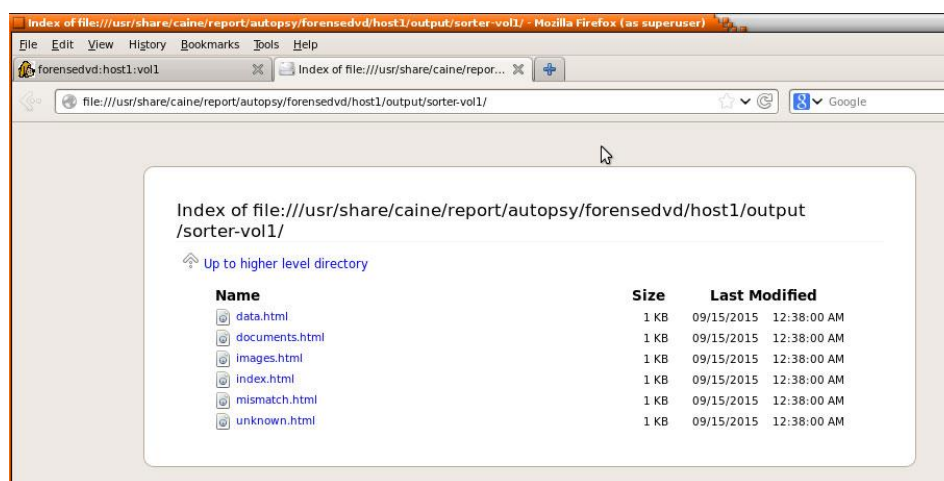 Index of file:///usr/share/caine/report/autopsy/forensedvd/host1/output/sorter-vol1/ - Mozilla Firefox (as superuser)
File Edit View History Bookmarks Tools Help
forensedvd:host1:vol1
Index of file:///usr/share/caine/repor...
file:///usr/share/caine/report/autopsy/forensedvd/host1/output/sorter-vol1/
Google
Index of file:///usr/share/caine/report/autopsy/forensedvd/host1/output
/sorter-vol1/
Up to higher level directory
Name Size Last Modified
data.html 1 KB 09/15/2015 12:38:00 AM
documents.html 1 KB 09/15/2015 12:38:00 AM
images.html 1 KB 09/15/2015 12:38:00 AM
index.html 1 KB 09/15/2015 12:38:00 AM
mismatch.html 1 KB 09/15/2015 12:38:00 AM
unknown.html 1 KB 09/15/2015 12:38:00 AM